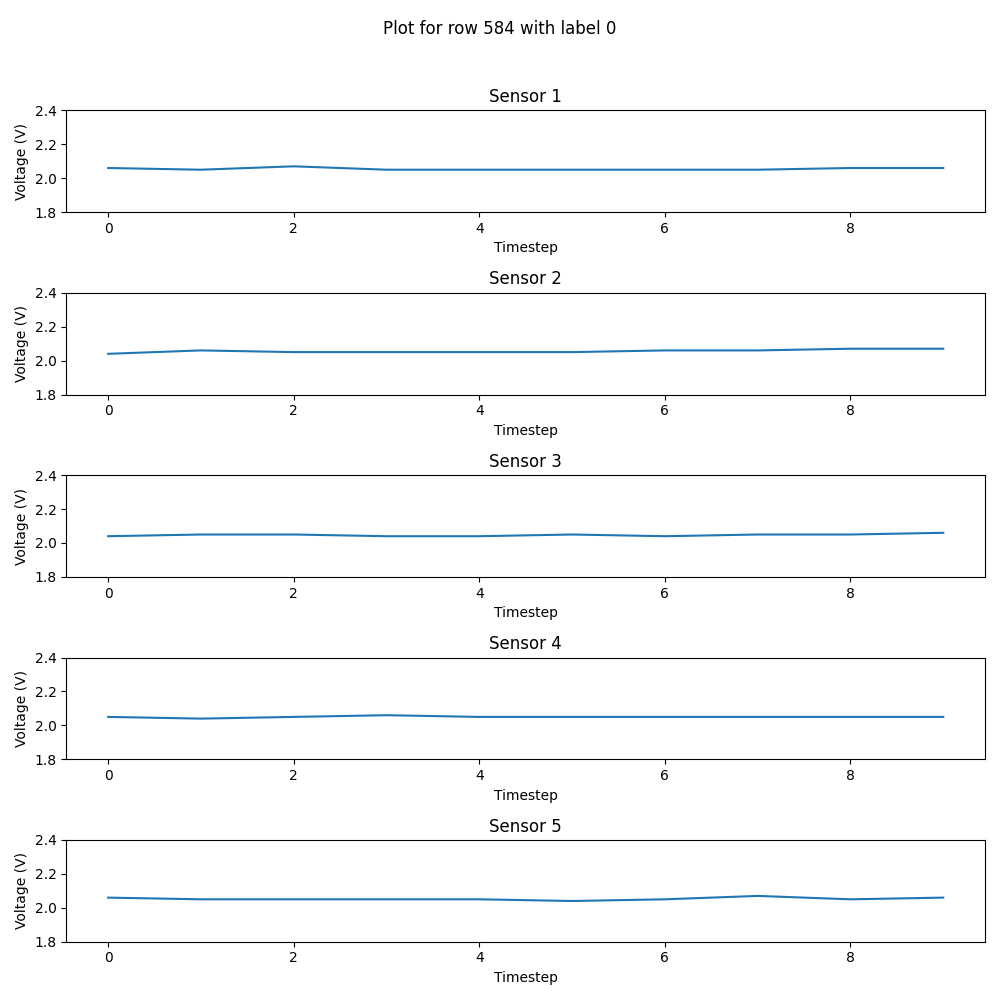 Plot for row 584 with label 0
Sensor 1
Voltage (V)
2.4
2.2
2.0
1.8
0 2 4 6 8
Timestep
Sensor 2
Voltage (V)
2.4
2.2
2.0
1.8
0 2 4 6 8
Timestep
Sensor 3
Voltage (V)
2.4
2.2
2.0
1.8
0 2 4 6 8
Timestep
Sensor 4
Voltage (V)
2.4
2.2
2.0
1.8
0 2 4 6 8
Timestep
Sensor 5
Voltage (V)
2.4
2.2
2.0
1.8
0 2 4 6 8
Timestep